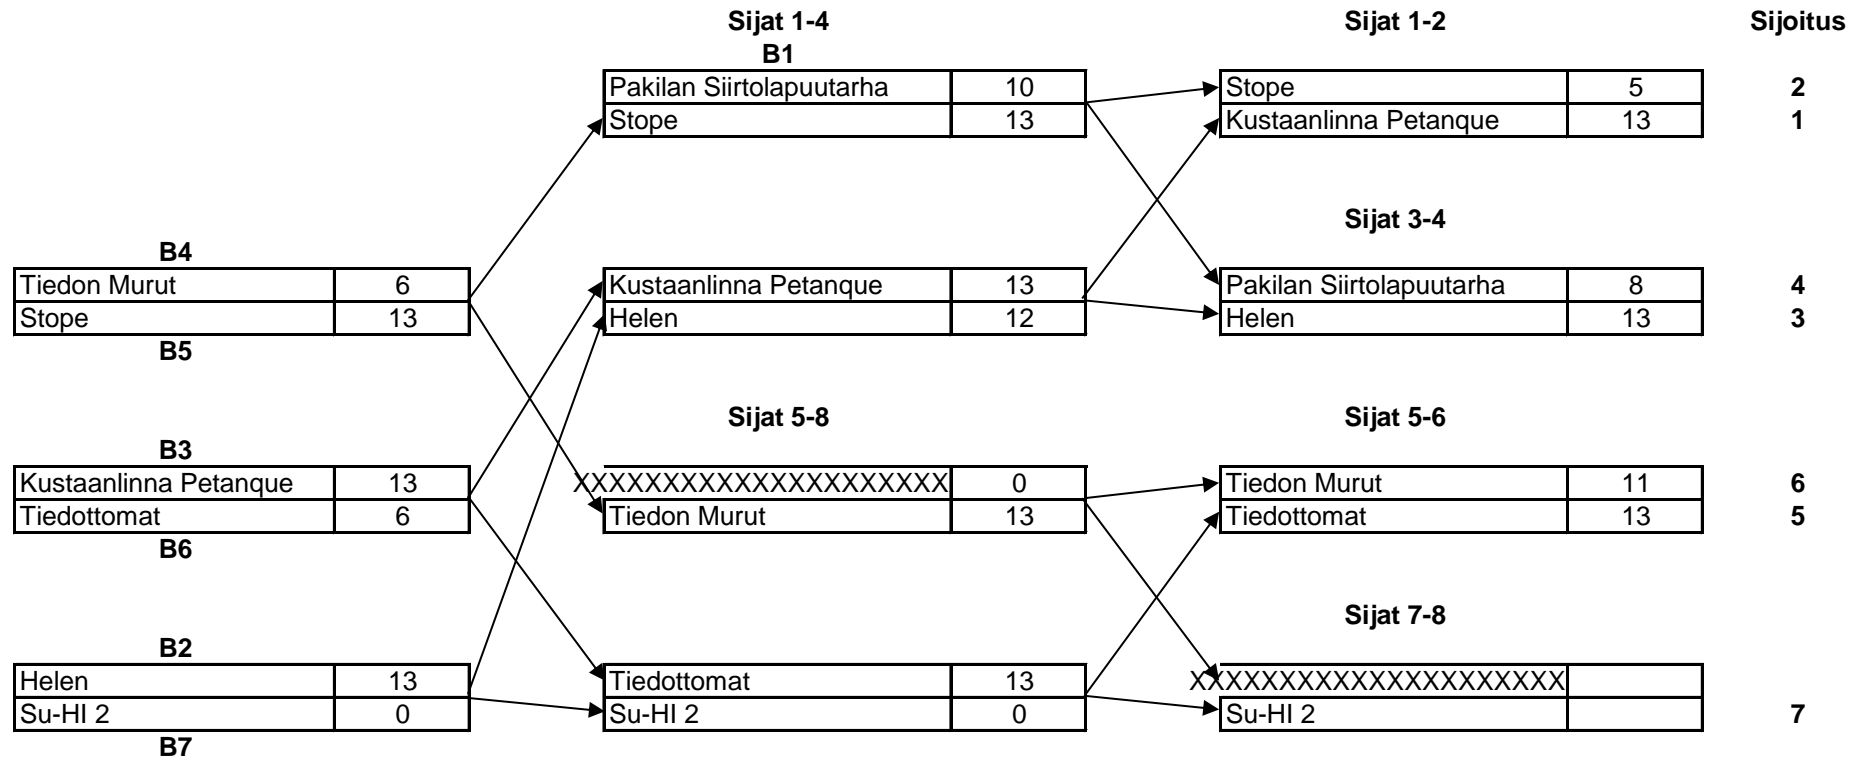 Sijat 1-4 Sijat 1-2 Sijoitus
B1
Pakilan Siirtolapuutarha 10 Stope 5 2
Stope 13 Kustaanlinna Petanque 13 1
Sijat 3-4
B4
Tiedon Murut 6 Kustaanlinna Petanque 13 Pakilan Siirtolapuutarha 8 4
Stope 13 Helen 12 Helen 13 3
B5
Sijat 5-8 Sijat 5-6
B3
Kustaanlinna Petanque 13 XXXXXXXXXXXXXXXXXXXXX 0 Tiedon Murut 11 6
Tiedottomat 6 Tiedon Murut 13 Tiedottomat 13 5
B6
Sijat 7-8
B2
Helen 13 Tiedottomat 13 XXXXXXXXXXXXXXXXXXXXX
Su-HI 2 0 Su-HI 2 0 Su-HI 2 7
B7